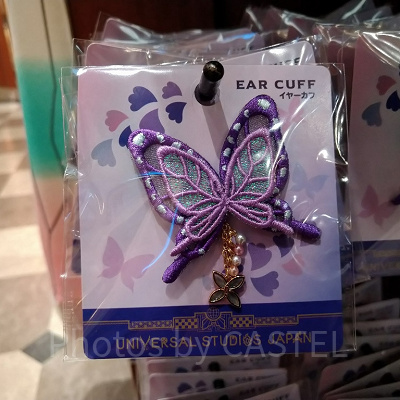 EAR CUFF
イヤーカフ
UNIVERSAL STUDIOS JAPAN
Photos by CASTEL